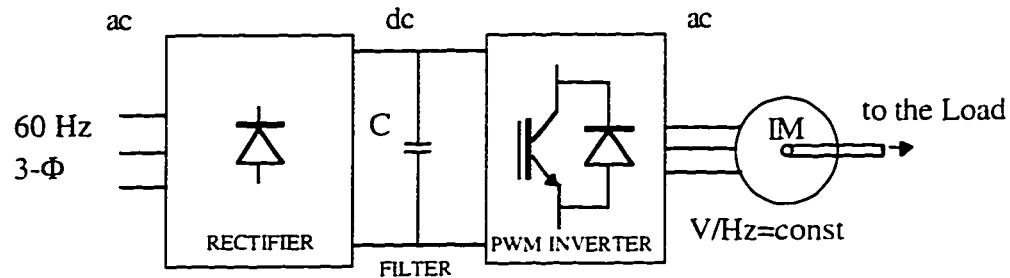 ac
dc
ac
60 Hz
3-Φ
C
IM
to the Load
V/Hz=const
RECTIFIER
FILTER
PWM INVERTER